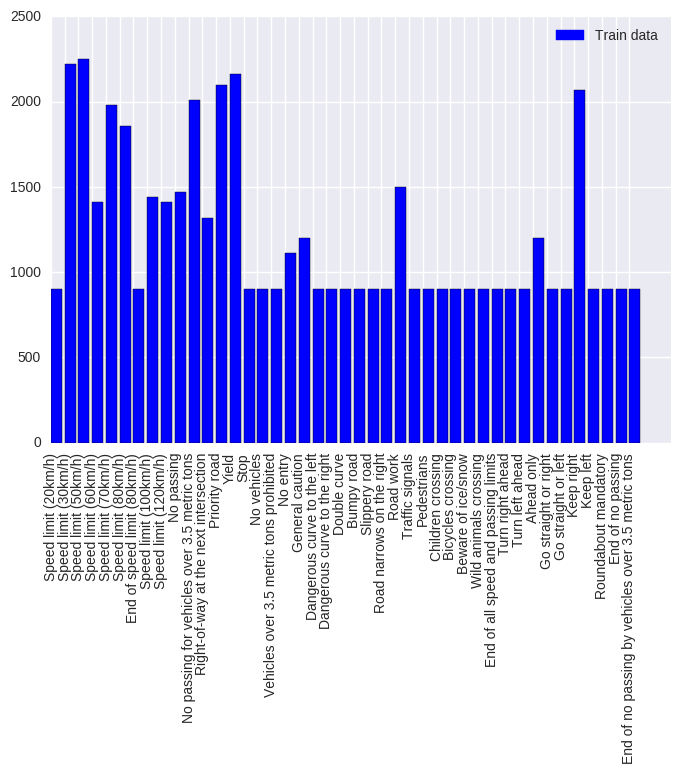 2500
2000
1500
1000
500
0
Train data
Speed limit (20km/h)
Speed limit (30km/h)
Speed limit (50km/h)
Speed limit (60km/h)
Speed limit (70km/h)
Speed limit (80km/h)
End of speed limit (80km/h)
Speed limit (100km/h)
Speed limit (120km/h)
No passing
No passing for vehicles over 3.5 metric tons
Right-of-way at the next intersection
Priority road
Yield
Stop
No vehicles
Vehicles over 3.5 metric tons prohibited
No entry
General caution
Dangerous curve to the left
Dangerous curve to the right
Double curve
Bumpy road
Slippery road
Road narrows on the right
Road work
Traffic signals
Pedestrians
Children crossing
Bicycles crossing
Beware of ice/snow
Wild animals crossing
End of all speed and passing limits
Turn right ahead
Turn left ahead
Ahead only
Go straight or right
Go straight or left
Keep right
Keep left
Roundabout mandatory
End of no passing
End of no passing by vehicles over 3.5 metric tons